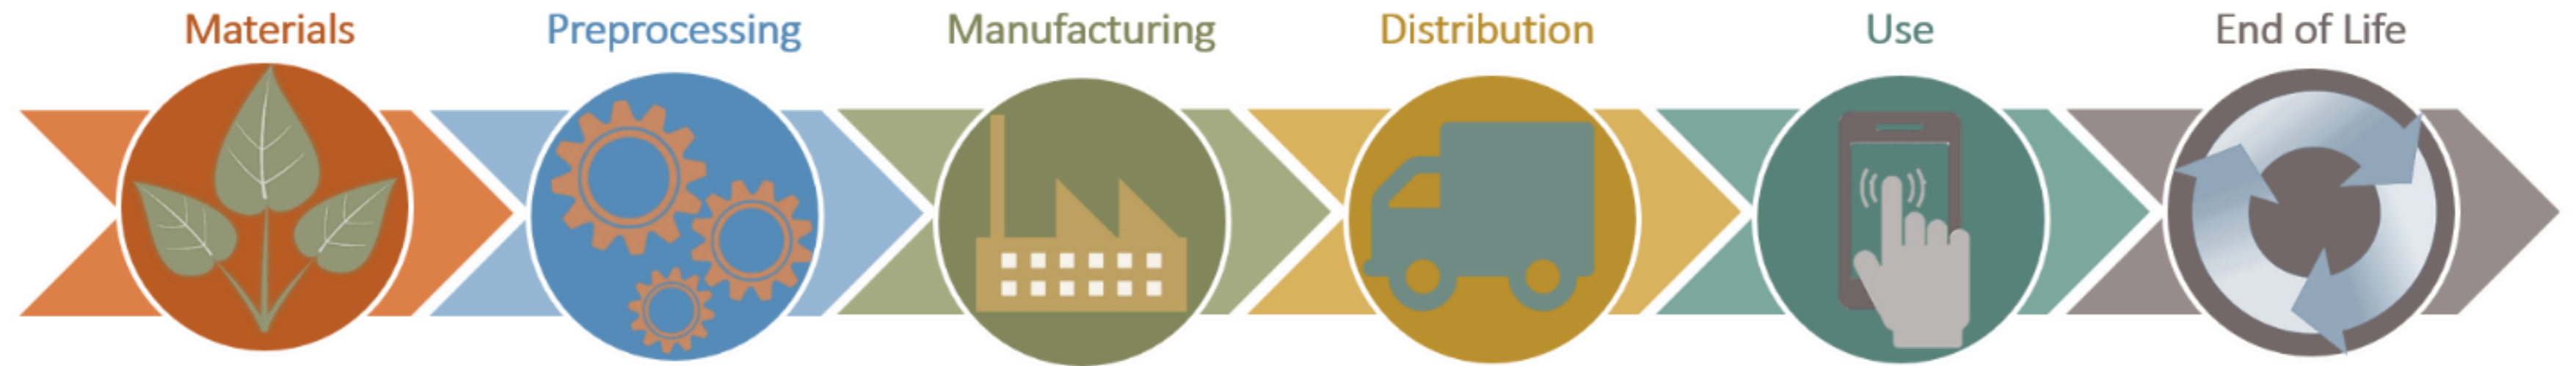 Materials Preprocessing Manufacturing Distribution Use End of Life